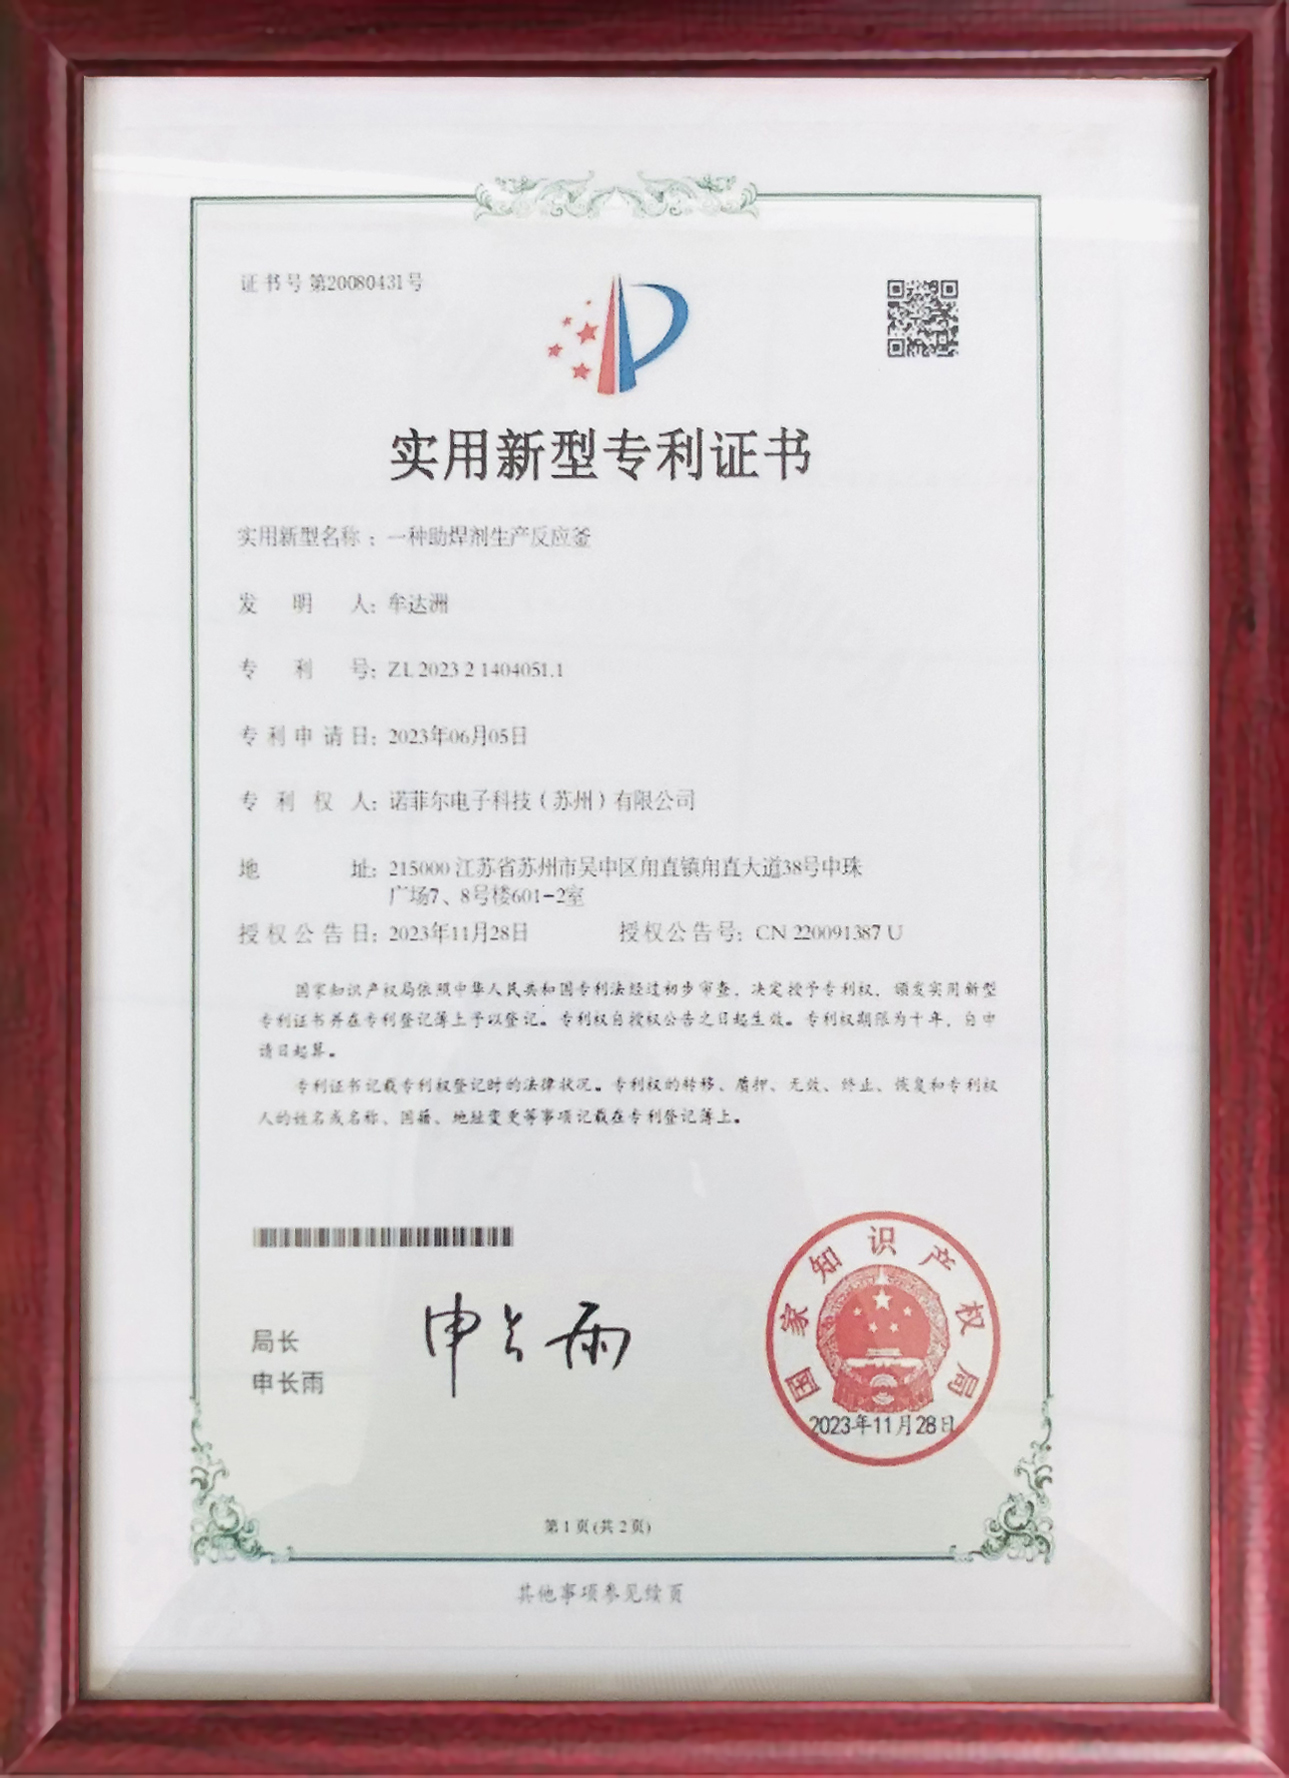 证书号第20080431号
实用新型专利证书
实用新型名称：一种助焊剂生产反应釜
发明人：牟达洲
专利号：ZL 2023 2 1404051.1
专利申请日：2023年06月05日
专利权人：诺菲尔电子科技（苏州）有限公司
地址：215000 江苏省苏州市吴中区甪直镇甪直大道38号中珠
广场7、8号楼601-2室
授权公告日：2023年11月28日 授权公告号：CN 220091387 U
国家知识产权局依照中华人民共和国专利法经过初步审查，决定授予专利权，颁发实用新型
专利证书并在专利登记簿上予以登记。专利权自授权公告之日起生效。专利权期限为十年，自申
请日起算。
专利证书记载专利权登记时的法律状况。专利权的转移、质押、无效、终止、恢复和专利权
人的姓名或名称、国籍、地址变更等事项记载在专利登记簿上。
局长
申长雨
申长雨
国家知识产权局
2023年11月28日
第 1 页 (共 2 页)
其他事项参见续页